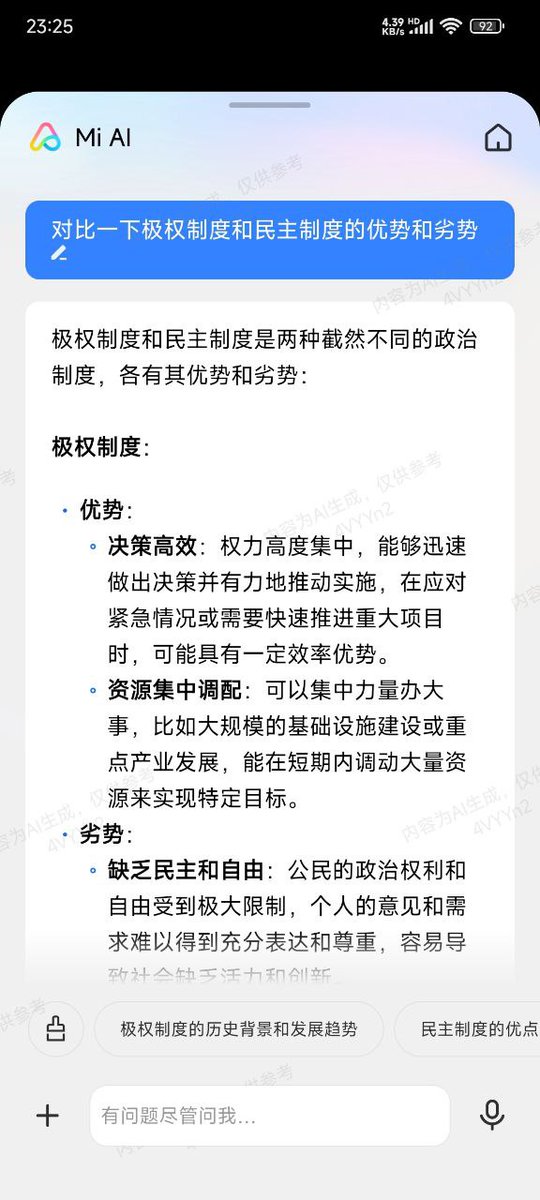 23:25
4.39 KB/s
HD
92
Mi AI
对比一下极权制度和民主制度的优势和劣势
极权制度和民主制度是两种截然不同的政治
制度，各有其优势和劣势：
极权制度：
• 优势：
◦ 决策高效：权力高度集中，能够迅速
做出决策并有力地推动实施，在应对
紧急情况或需要快速推进重大项目
时，可能具有一定效率优势。
◦ 资源集中调配：可以集中力量办大
事，比如大规模的基础设施建设或重
点产业发展，能在短期内调动大量资
源来实现特定目标。
• 劣势：
◦ 缺乏民主和自由：公民的政治权利和
自由受到极大限制，个人的意见和需
求难以得到充分表达和尊重，容易导
致社会缺乏活力和创新。
极权制度的历史背景和发展趋势
民主制度的优点
有问题尽管问我...
内容为AI生成，仅供参考
4VYYn2